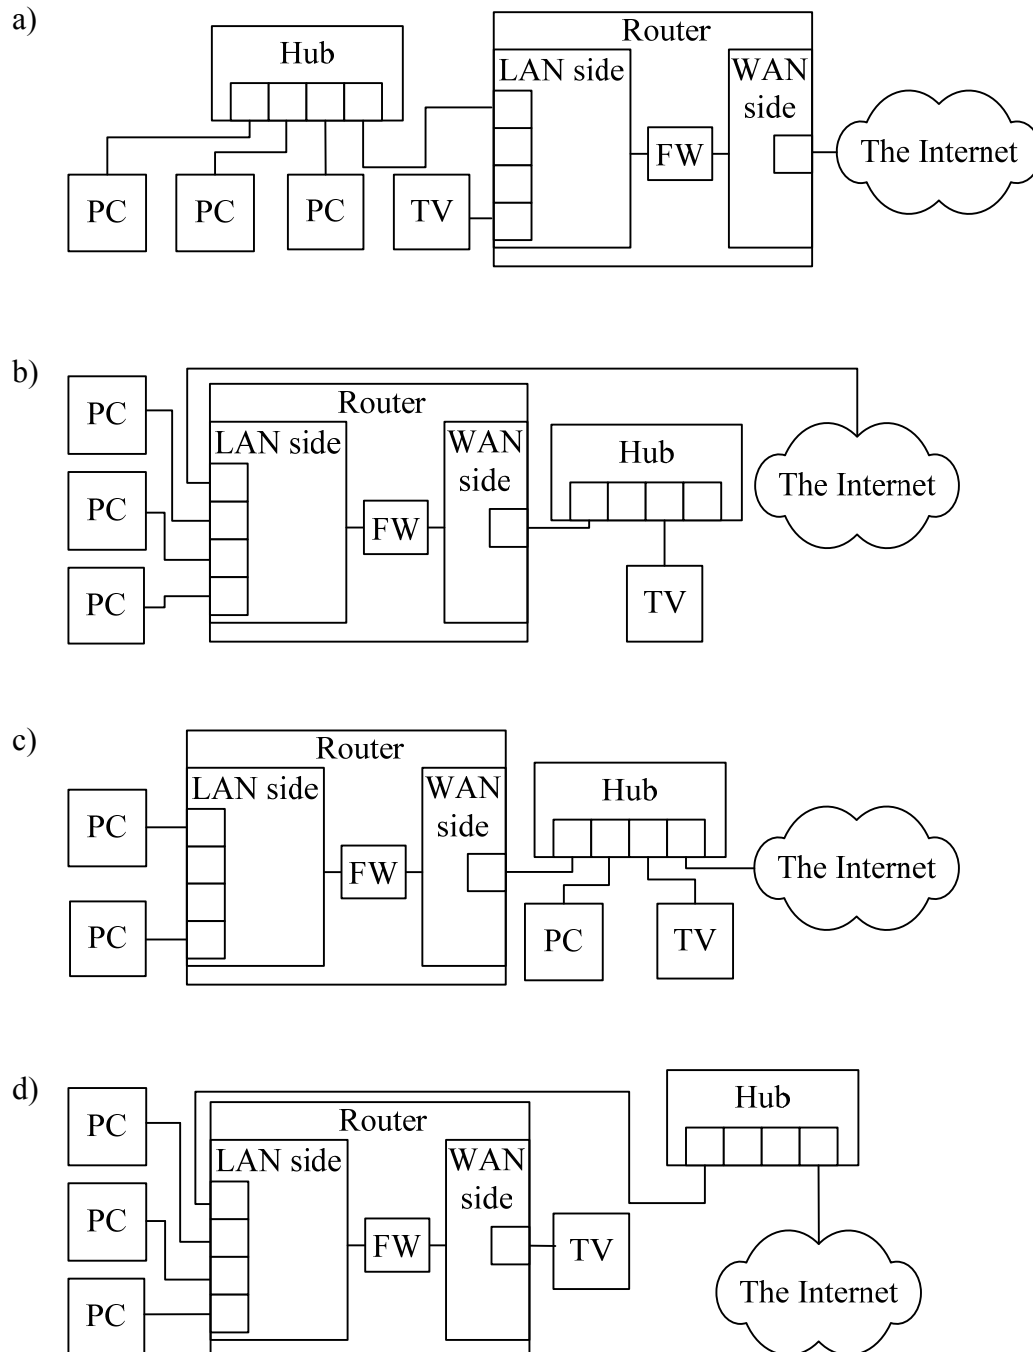 a)
Hub
Router
LAN side
WAN
side
FW
The Internet
PC
PC
PC
TV
b)
PC
PC
PC
Router
LAN side
WAN
side
FW
Hub
TV
The Internet
c)
PC
PC
Router
LAN side
WAN
side
FW
Hub
PC
TV
The Internet
d)
PC
PC
PC
Router
LAN side
WAN
side
FW
TV
Hub
The Internet